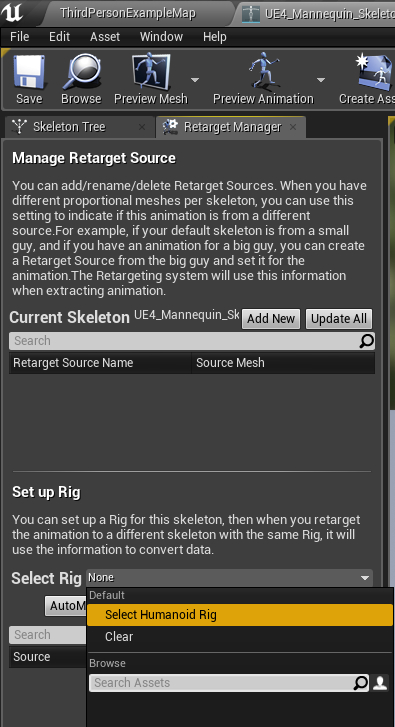 ThirdPersonExampleMap
UE4_Mannequin_Skeleto
File Edit Asset Window Help
Save Browse Preview Mesh Preview Animation Create Ass
Skeleton Tree Retarget Manager
Manage Retarget Source
You can add/rename/delete Retarget Sources. When you have
different proportional meshes per skeleton, you can use this
setting to indicate if this animation is from a different
source.For example, if your default skeleton is from a small
guy, and if you have an animation for a big guy, you can create
a Retarget Source from the big guy and set it for the
animation.The Retargeting system will use this information
when extracting animation.
Current Skeleton UE4_Mannequin_Sk Add New Update All
Search
Retarget Source Name Source Mesh
Set up Rig
You can set up a Rig for this skeleton, then when you retarget
the animation to a different skeleton with the same Rig, it will
use the information to convert data.
Select Rig None
Default
AutoM Select Humanoid Rig
Search Clear
Source Browse
Search Assets